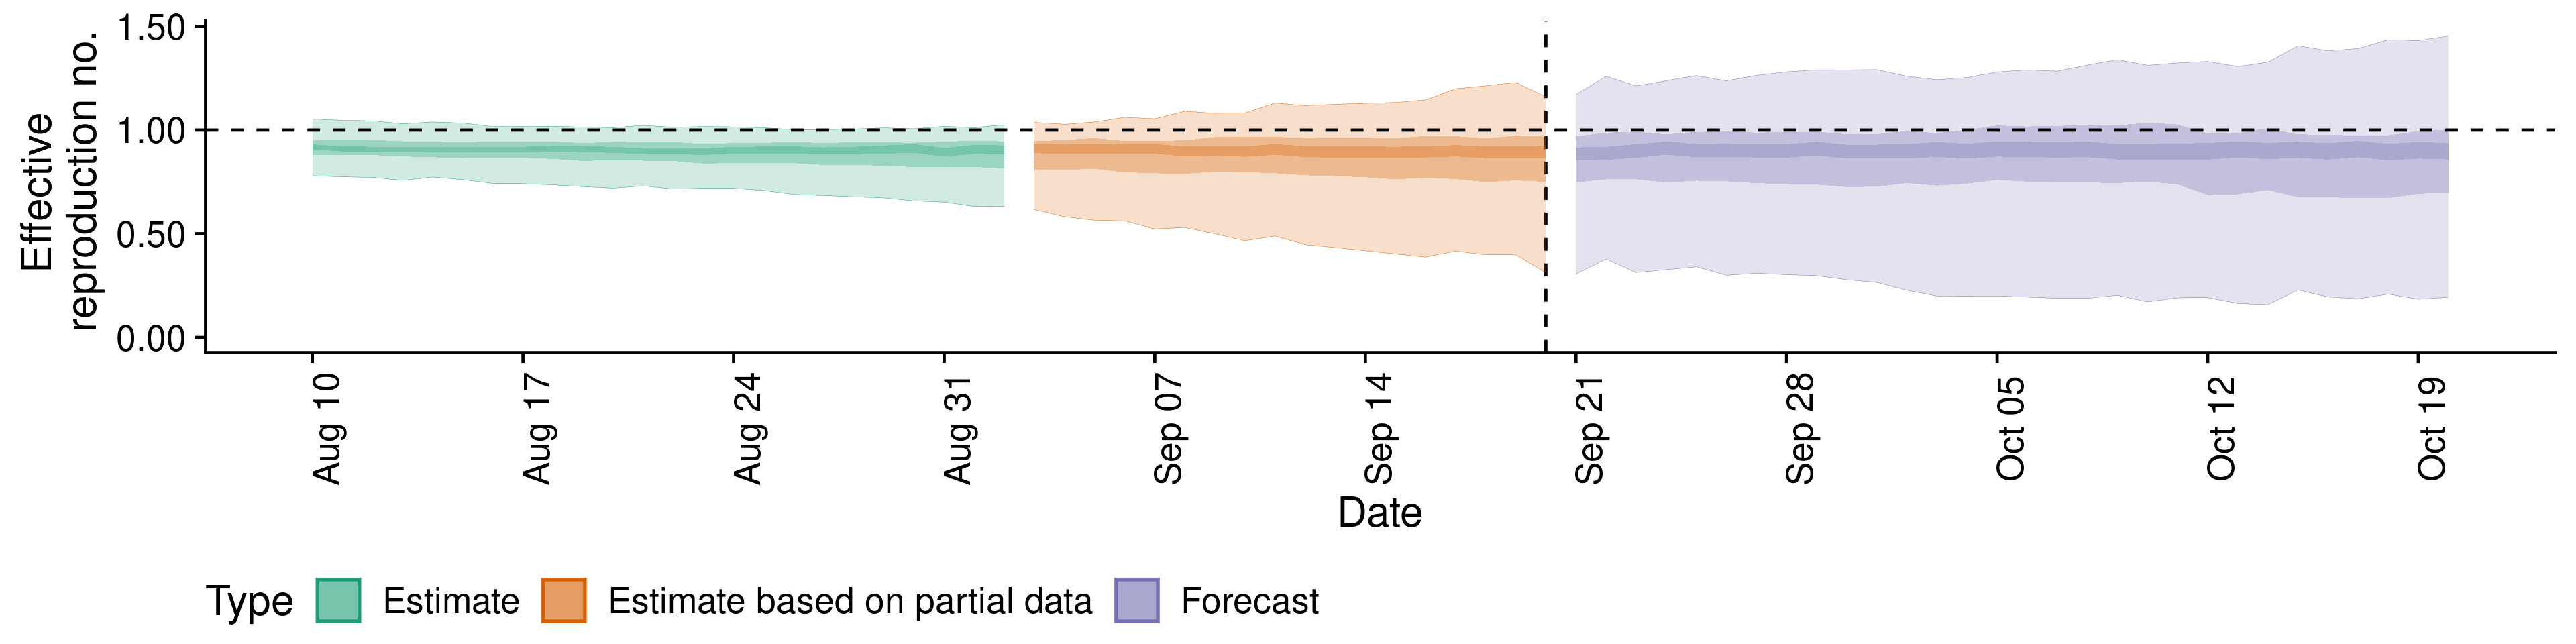 Effective
reproduction no.
1.50
1.00
0.50
0.00
Aug 10
Aug 17
Aug 24
Aug 31
Sep 07
Sep 14
Sep 21
Sep 28
Oct 05
Oct 12
Oct 19
Date
Type Estimate Estimate based on partial data Forecast